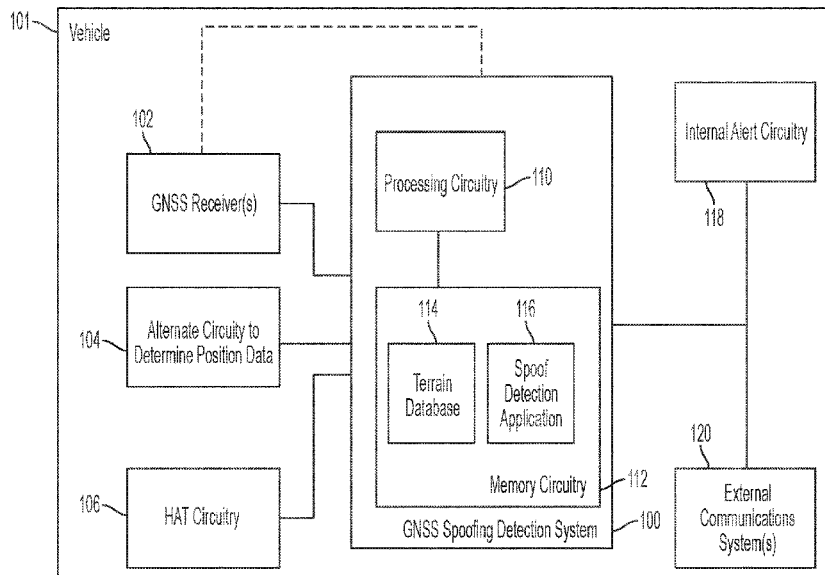 101
Vehicle
102
GNSS Receiver(s)
104
Alternate Circuity to
Determine Position Data
106
HAT Circuitry
Processing Circuitry
110
114
Terrain
Database
116
Spoof
Detection
Application
Memory Circuitry
112
GNSS Spoofing Detection System
100
Internal Alert Circuitry
118
120
External
Communications
System(s)